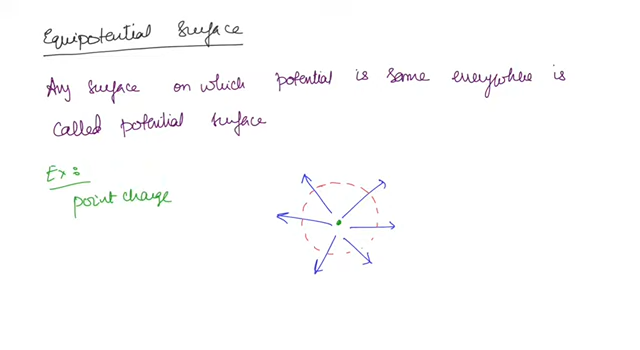 Equipotential Surface
Any surface on which potential is same everywhere is
called potential surface
Ex:
point charge